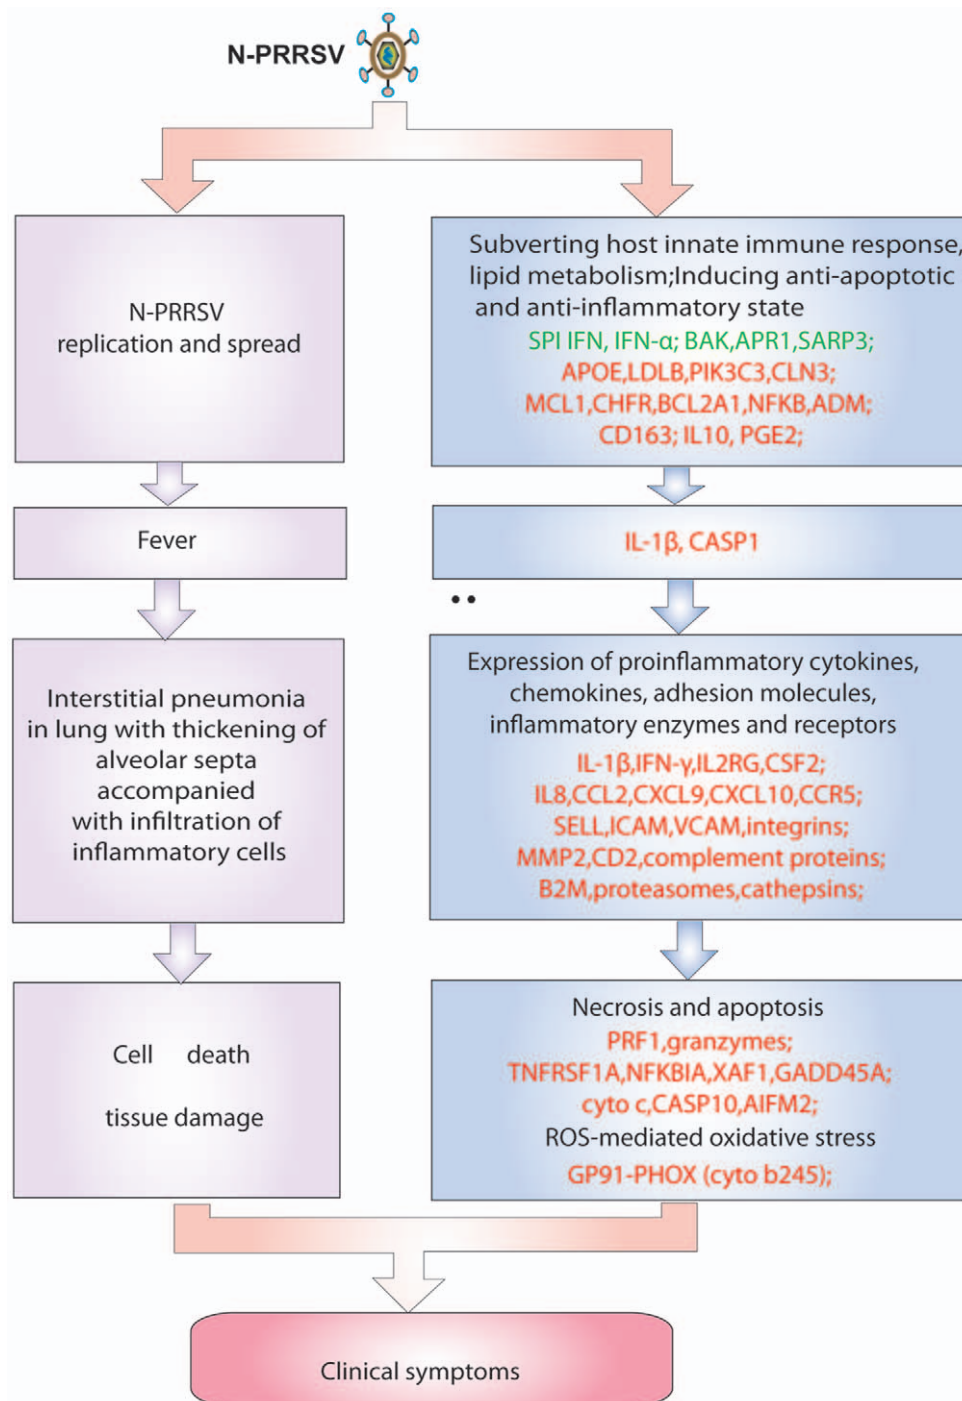 N-PRRSV
N-PRRSV
replication and spread
Fever
Interstitial pneumonia
in lung with thickening of
alveolar septa
accompanied
with infiltration of
inflammatory cells
Cell death
tissue damage
Subverting host innate immune response,
lipid metabolism;Inducing anti-apoptotic
and anti-inflammatory state
SPI IFN, IFN-α; BAK,APR1,SARP3;
APOE,LDLB,PIK3C3,CLN3;
MCL1,CHFR,BCL2A1,NFKB,ADM;
CD163; IL10, PGE2;
IL-1β, CASP1
Expression of proinflammatory cytokines,
chemokines, adhesion molecules,
inflammatory enzymes and receptors
IL-1β,IFN-γ,IL2RG,CSF2;
IL8,CCL2,CXCL9,CXCL10,CCR5;
SELL,ICAM,VCAM,integrins;
MMP2,CD2,complement proteins;
B2M,proteasomes,cathepsins;
Necrosis and apoptosis
PRF1,granzymes;
TNFRSF1A,NFKBIA,XAF1,GADD45A;
cyto c,CASP10,AIFM2;
ROS-mediated oxidative stress
GP91-PHOX (cyto b245);
Clinical symptoms